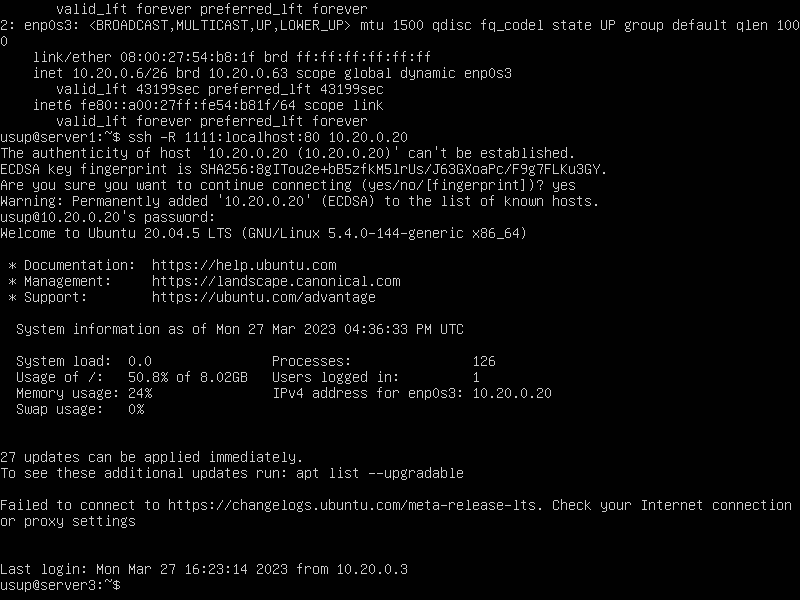 valid_lft forever preferred_lft forever
2: enp0s3: <BROADCAST,MULTICAST,UP,LOWER_UP> mtu 1500 qdisc fq_codel state UP group default qlen 100
0
link/ether 08:00:27:54:b8:1f brd ff:ff:ff:ff:ff:ff
inet 10.20.0.6/26 brd 10.20.0.63 scope global dynamic enp0s3
valid_lft 43199sec preferred_lft 43199sec
inet6 fe80::a00:27ff:fe54:b81f/64 scope link
valid_lft forever preferred_lft forever
usup@server1:~$ ssh -R 1111:localhost:80 10.20.0.20
The authenticity of host '10.20.0.20 (10.20.0.20)' can't be established.
ECDSA key fingerprint is SHA256:8gITou2e+bB5zfkM5lrUs/J63GXoaPc/F9g7FLKu3GY.
Are you sure you want to continue connecting (yes/no/[fingerprint])? yes
Warning: Permanently added '10.20.0.20' (ECDSA) to the list of known hosts.
usup@10.20.0.20's password:
Welcome to Ubuntu 20.04.5 LTS (GNU/Linux 5.4.0-144-generic x86_64)
* Documentation:  https://help.ubuntu.com
* Management:     https://landscape.canonical.com
* Support:        https://ubuntu.com/advantage
System information as of Mon 27 Mar 2023 04:36:33 PM UTC
System load:  0.0               Processes:               126
Usage of /:   50.8% of 8.02GB   Users logged in:         1
Memory usage: 24%               IPv4 address for enp0s3: 10.20.0.20
Swap usage:   0%
27 updates can be applied immediately.
To see these additional updates run: apt list --upgradable
Failed to connect to https://changelogs.ubuntu.com/meta-release-lts. Check your Internet connection
or proxy settings
Last login: Mon Mar 27 16:23:14 2023 from 10.20.0.3
usup@server3:~$